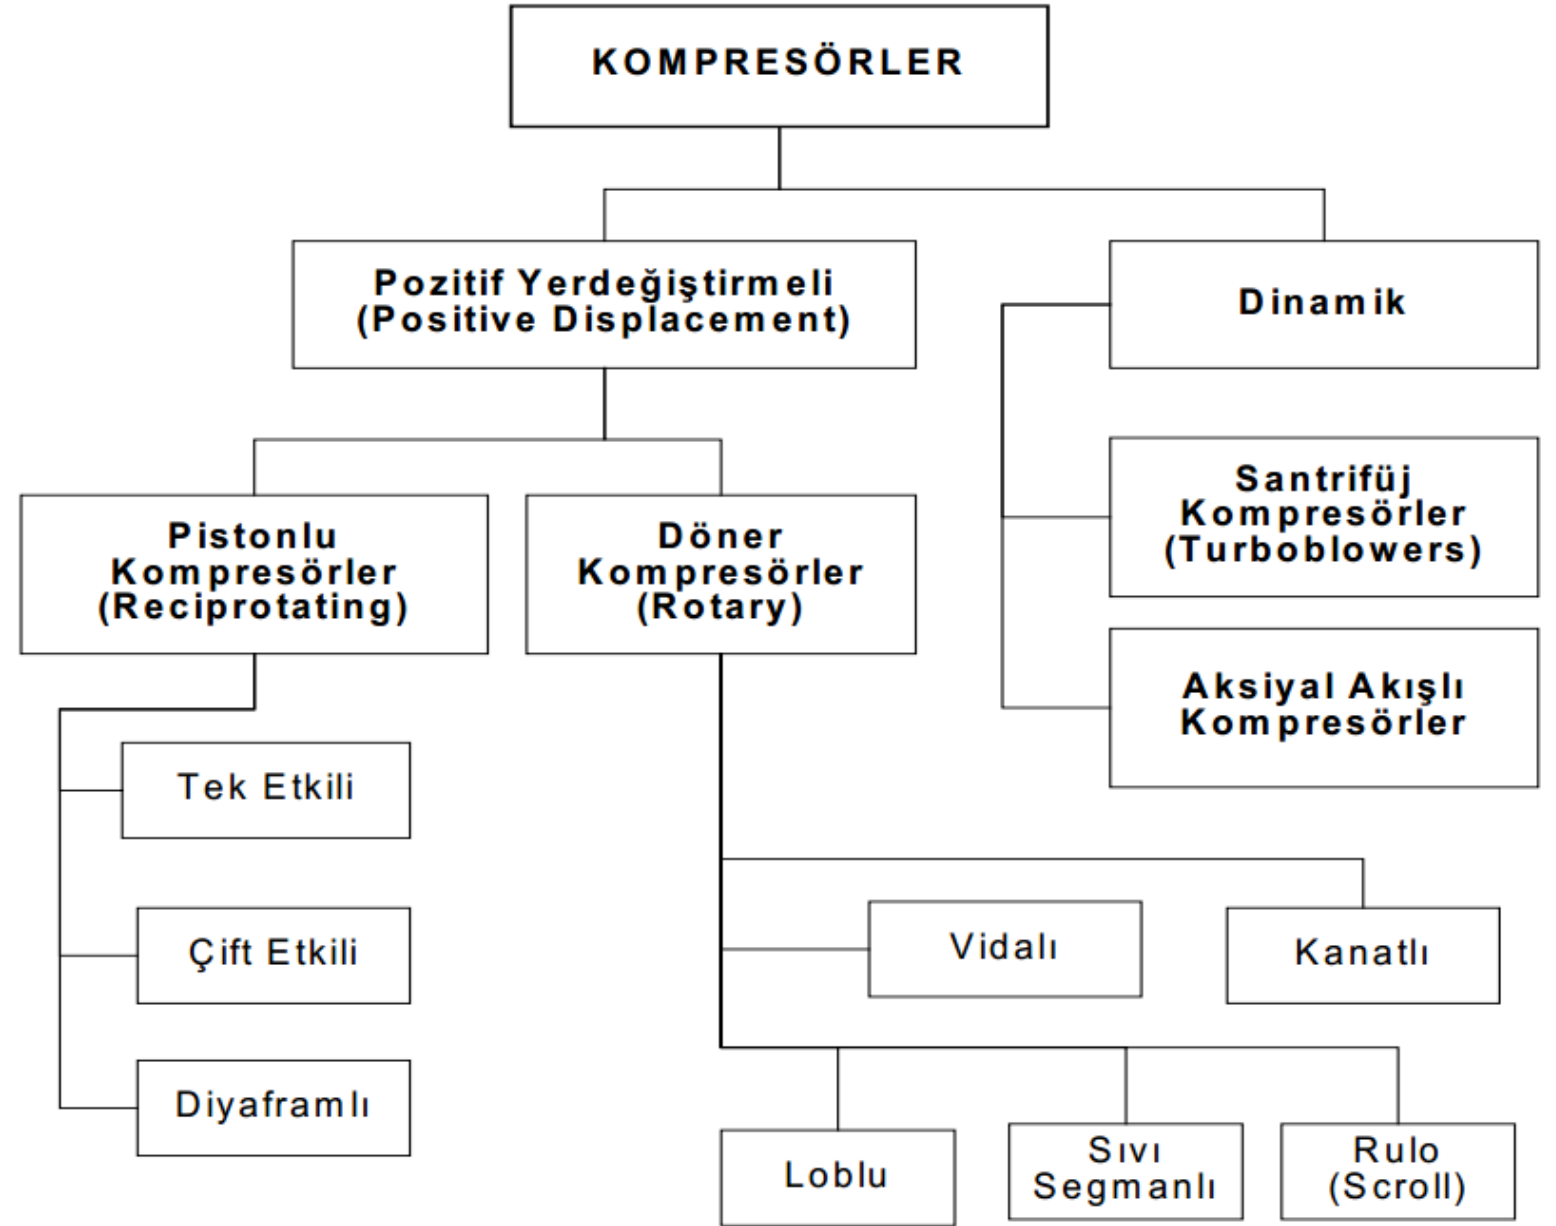 KOMPRESÖRLER
Pozitif Yerdeğiştirmeli
(Positive Displacement)
Dinamik
Pistonlu
Kompresörler
(Reciprotating)
Döner
Kompresörler
(Rotary)
Santrifüj
Kompresörler
(Turboblowers)
Aksiyal Akışlı
Kompresörler
Tek Etkili
Çift Etkili
Diyaframlı
Vidalı
Kanatlı
Loblu
Sıvı
Segmanlı
Rulo
(Scroll)